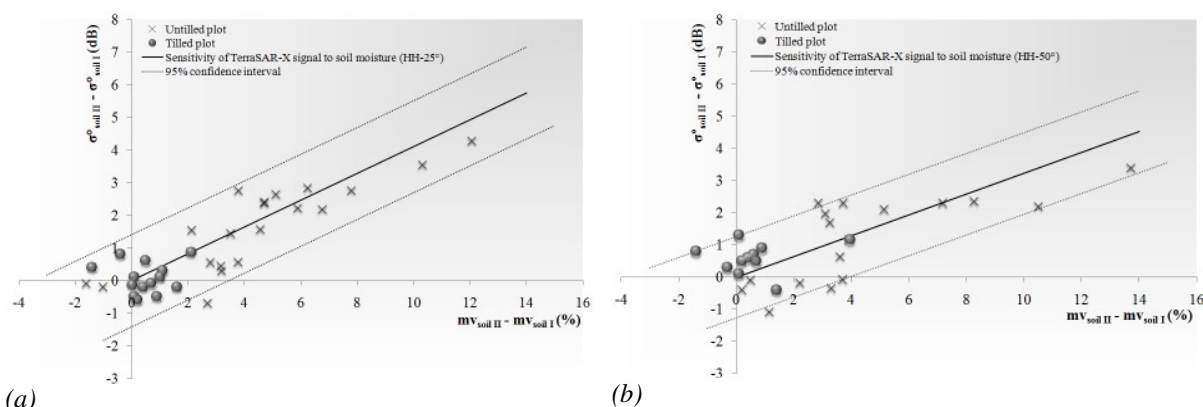 8
Untilled plot
Tilled plot
Sensitivity of TerraSAR-X signal to soil moisture (HH-25°)
95% confidence interval
7
6
5
4
3
2
1
0
-1
-2
-3
σ°soil II - σ°soil I (dB)
-4 -2 0 2 4 6 8 10 12 14 16
mvsoil II - mvsoil I (%)
(a)
8
Untilled plot
Tilled plot
Sensitivity of TerraSAR-X signal to soil moisture (HH-50°)
95% confidence interval
7
6
5
4
3
2
1
0
-1
-2
-3
σ°soil II - σ°soil I (dB)
-4 -2 0 2 4 6 8 10 12 14 16
mvsoil II - mvsoil I (%)
(b)